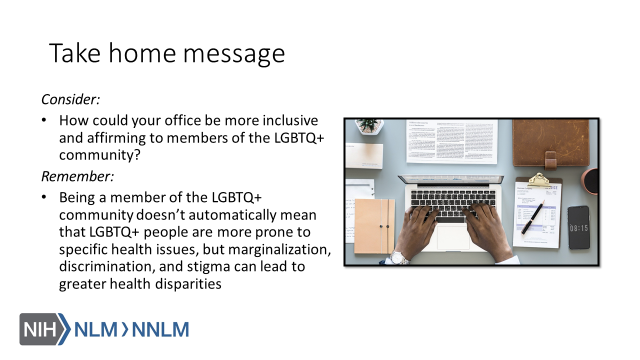 Take home message
Consider:
• How could your office be more inclusive
and affirming to members of the LGBTQ+
community?
Remember:
• Being a member of the LGBTQ+
community doesn’t automatically mean
that LGBTQ+ people are more prone to
specific health issues, but marginalization,
discrimination, and stigma can lead to
greater health disparities
08:15
NIH NLM NNLM